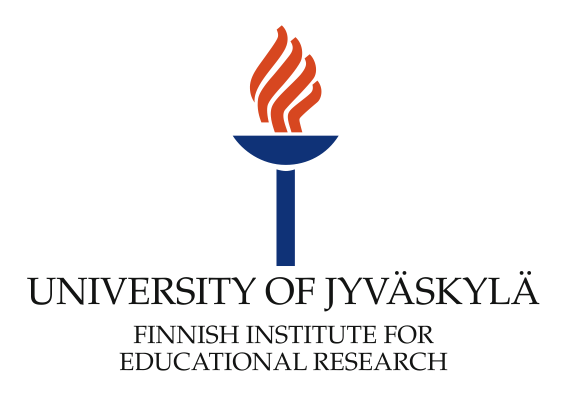 UNIVERSITY OF JYVÄSKYLÄ
FINNISH INSTITUTE FOR
EDUCATIONAL RESEARCH